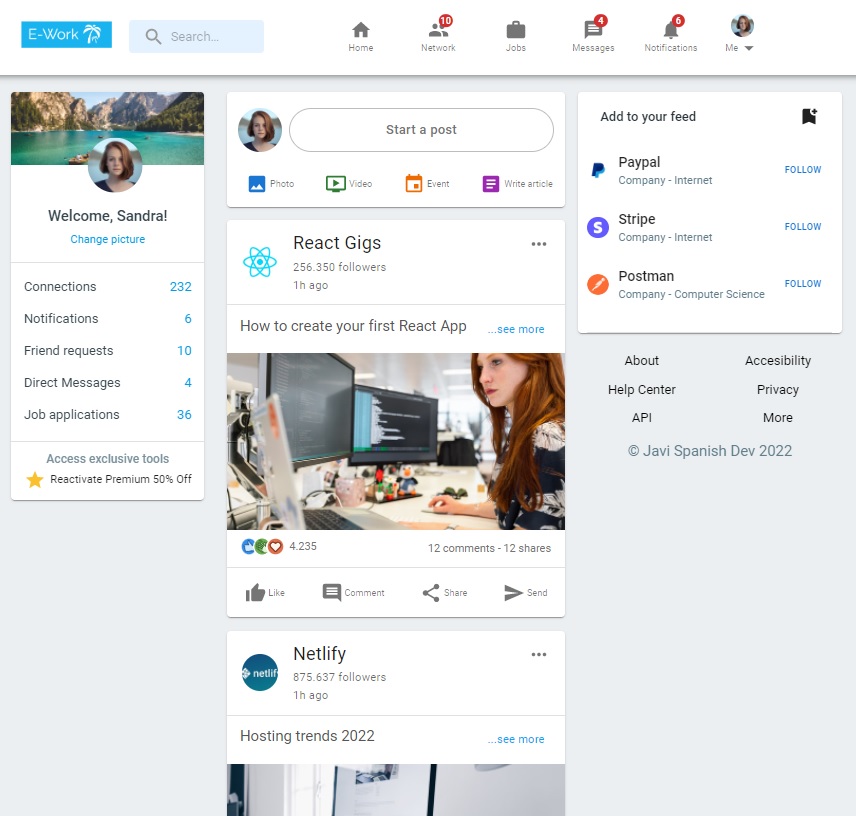 E-Work
Search...
10
4
6
Home
Network
Jobs
Messages
Notifications
Me
Welcome, Sandra!
Change picture
Connections 232
Notifications 6
Friend requests 10
Direct Messages 4
Job applications 36
Access exclusive tools
Reactivate Premium 50% Off
Start a post
Photo
Video
Event
Write article
React Gigs
256.350 followers
1h ago
How to create your first React App ...see more
4.235
12 comments - 12 shares
Like
Comment
Share
Send
netlify
Netlify
875.637 followers
1h ago
Hosting trends 2022 ...see more
Add to your feed
Paypal
Company - Internet
FOLLOW
S
Stripe
Company - Internet
FOLLOW
Postman
Company - Computer Science
FOLLOW
About Accesibility
Help Center Privacy
API More
© Javi Spanish Dev 2022